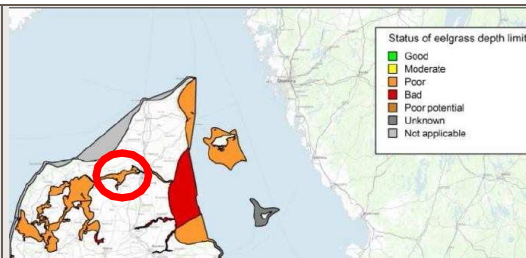 Status of eelgrass depth limit
Good
Moderate
Poor
Bad
Poor potential
Unknown
Not applicable